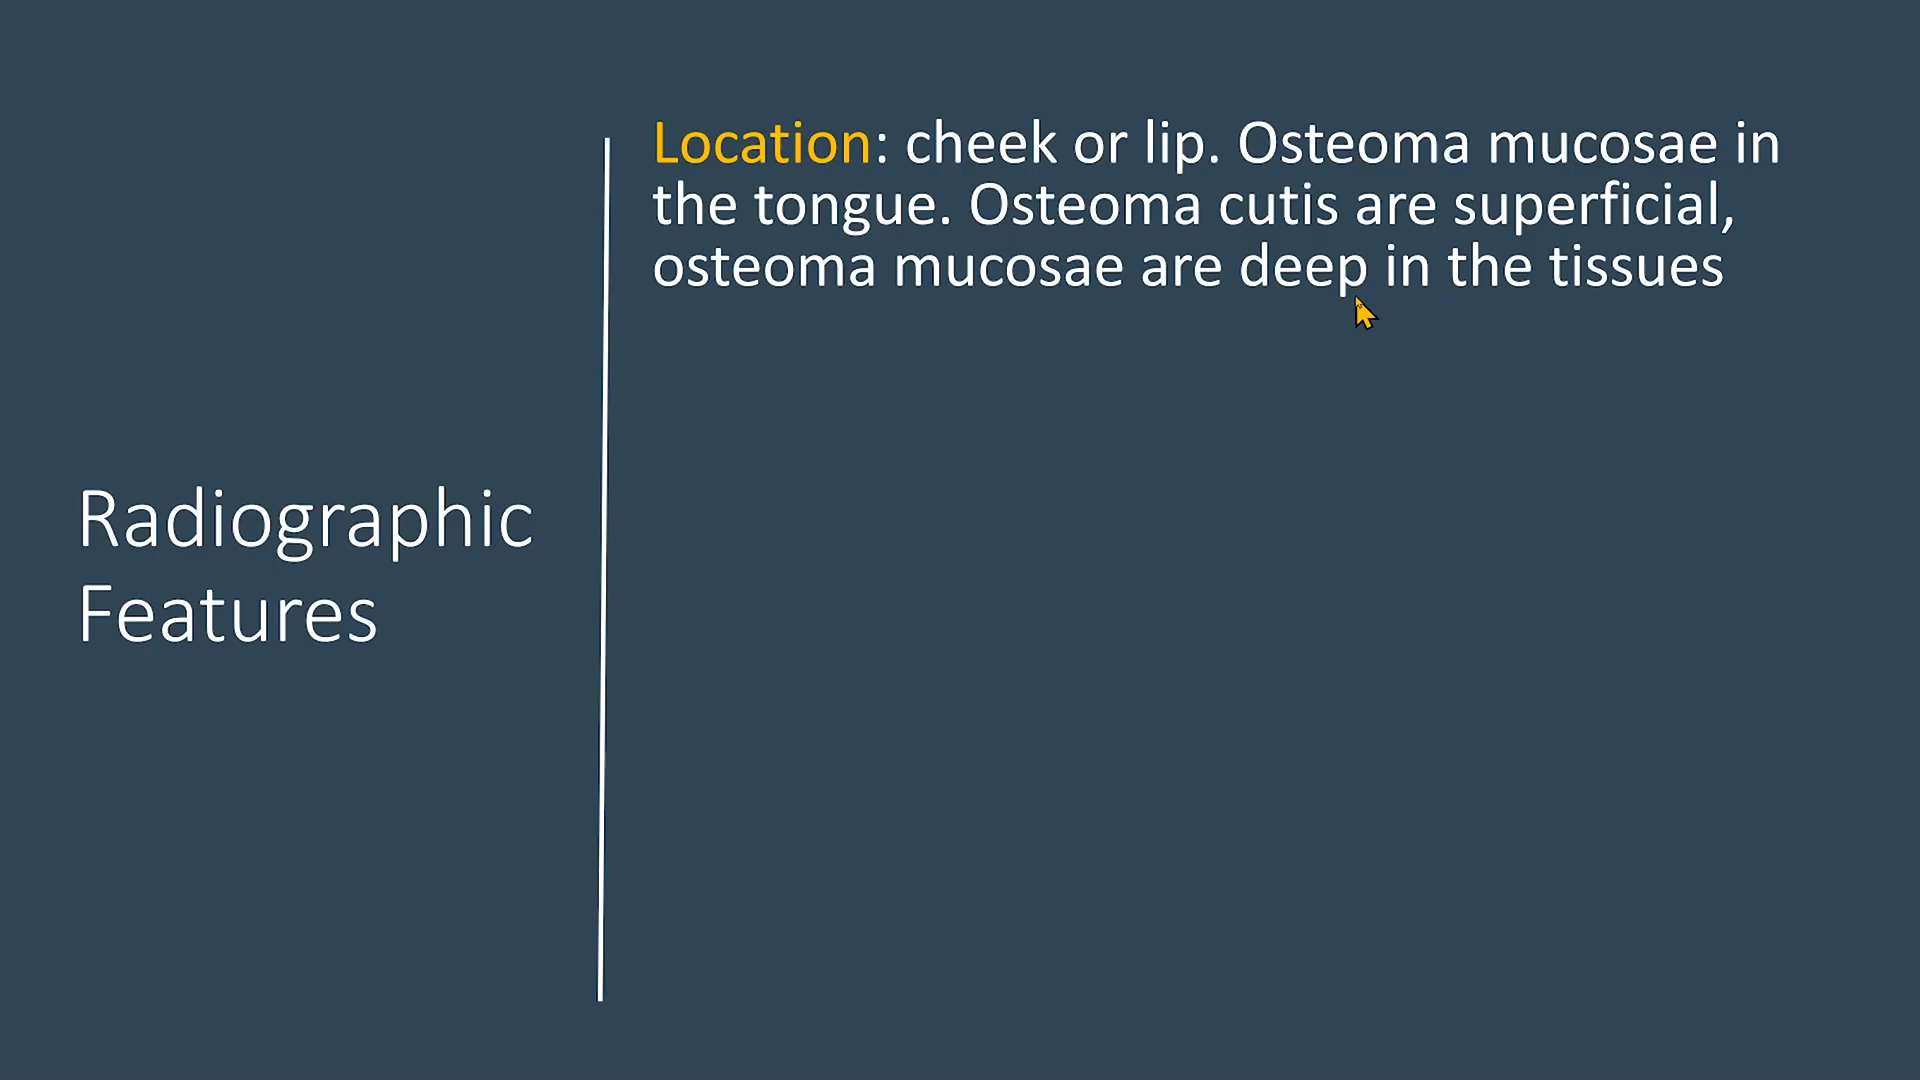 Radiographic
Features
Location: cheek or lip. Osteoma mucosae in
the tongue. Osteoma cutis are superficial,
osteoma mucosae are deep in the tissues